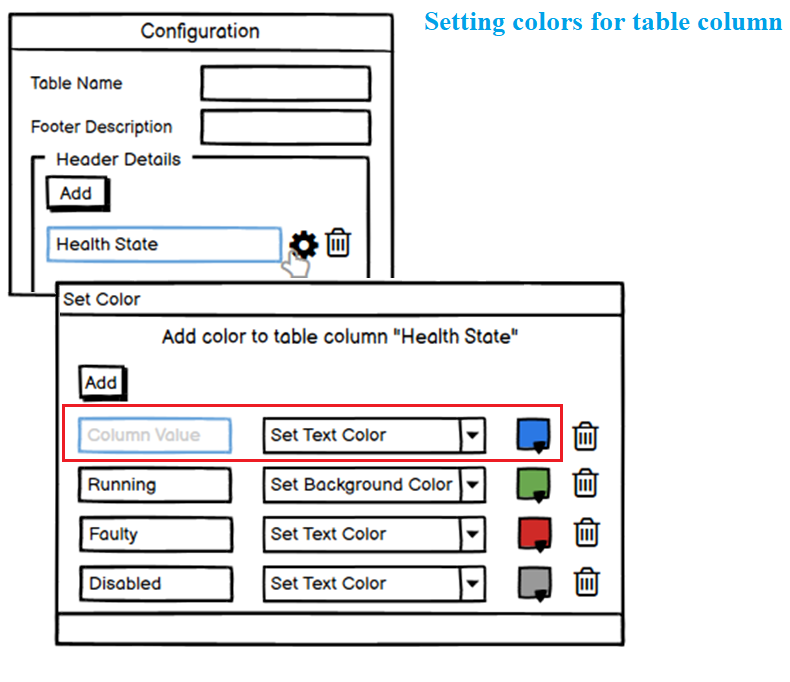 Setting colors for table column
Configuration
Table Name
Footer Description
Header Details
Add
Health State
Set Color
Add color to table column "Health State"
Add
Column Value Set Text Color
Running Set Background Color
Faulty Set Text Color
Disabled Set Text Color